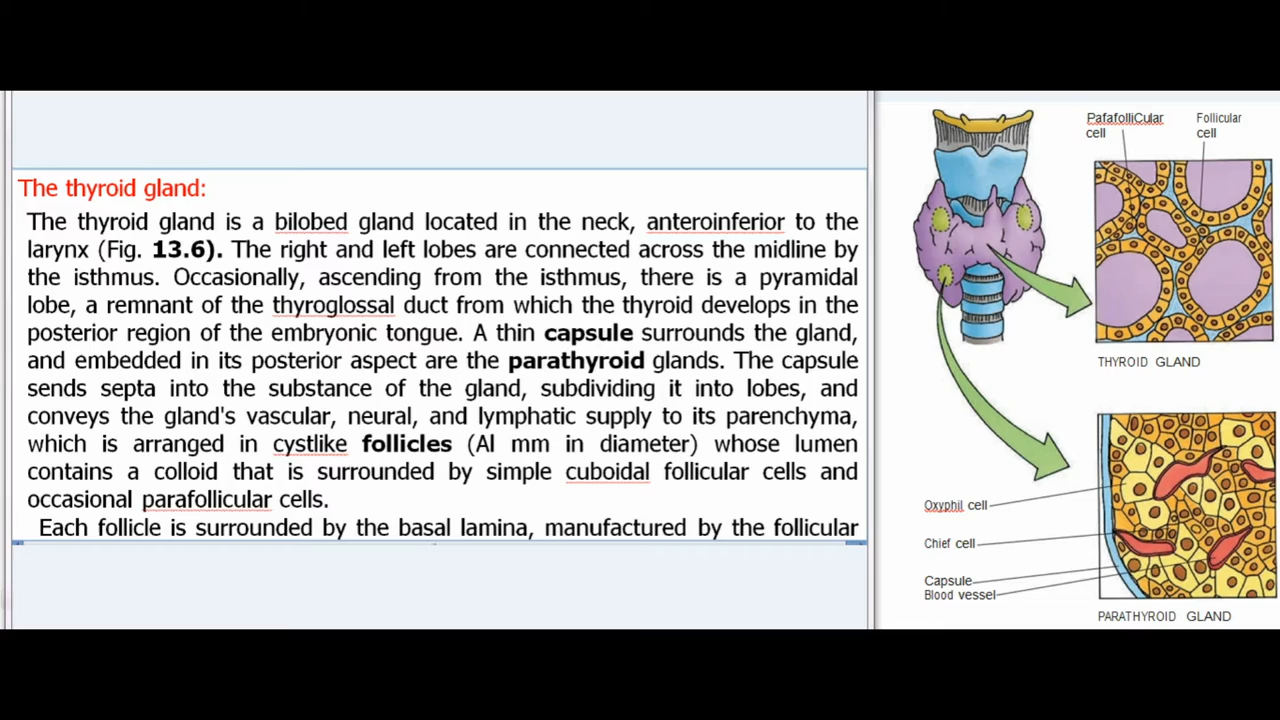 The thyroid gland:
The thyroid gland is a bilobed gland located in the neck, anteroinferior to the
larynx (Fig. 13.6). The right and left lobes are connected across the midline by
the isthmus. Occasionally, ascending from the isthmus, there is a pyramidal
lobe, a remnant of the thyroglossal duct from which the thyroid develops in the
posterior region of the embryonic tongue. A thin capsule surrounds the gland,
and embedded in its posterior aspect are the parathyroid glands. The capsule
sends septa into the substance of the gland, subdividing it into lobes, and
conveys the gland's vascular, neural, and lymphatic supply to its parenchyma,
which is arranged in cystlike follicles (Al mm in diameter) whose lumen
contains a colloid that is surrounded by simple cuboidal follicular cells and
occasional parafollicular cells.
Each follicle is surrounded by the basal lamina, manufactured by the follicular
PafafolliCular
cell
Follicular
cell
THYROID GLAND
Oxyphil cell
Chief cell
Capsule
Blood vessel
PARATHYROID GLAND